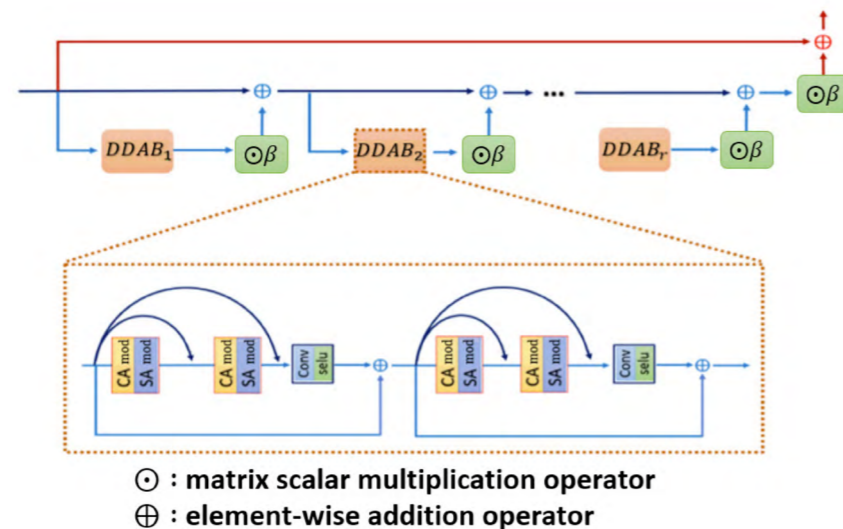 ⊕
⊙β
⊕ ⊕ ... ⊕
DDAB₁ ⊙β DDAB₂ ⊙β DDABᵣ ⊙β
CA mod SA mod CA mod SA mod Conv selu ⊕ CA mod SA mod CA mod SA mod Conv selu ⊕
⊙ : matrix scalar multiplication operator
⊕ : element-wise addition operator